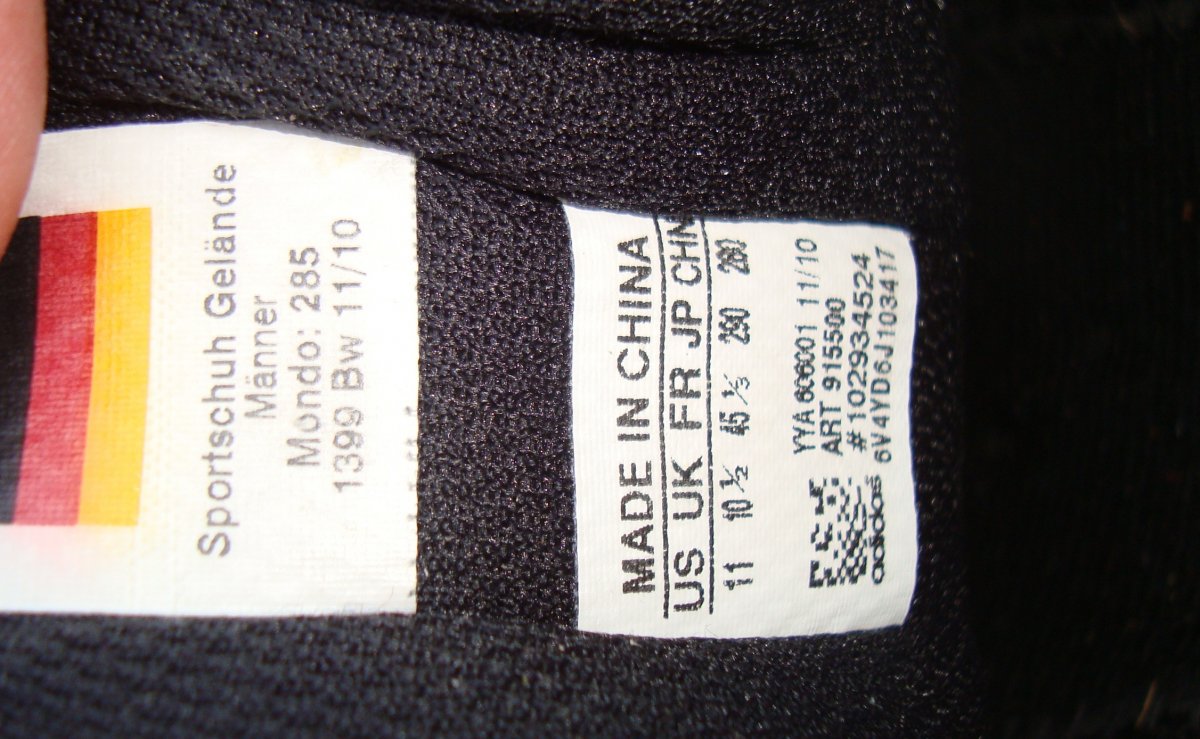 Sportschuh Gelände
Männer
Mondo: 285
1399 Bw 11/10
MADE IN CHINA
US UK FR JP CHN
11 10½ 45⅓ 290 280
YYA 606001 11/10
ART 915500
#102934524
6V4YD6J103417
adidas